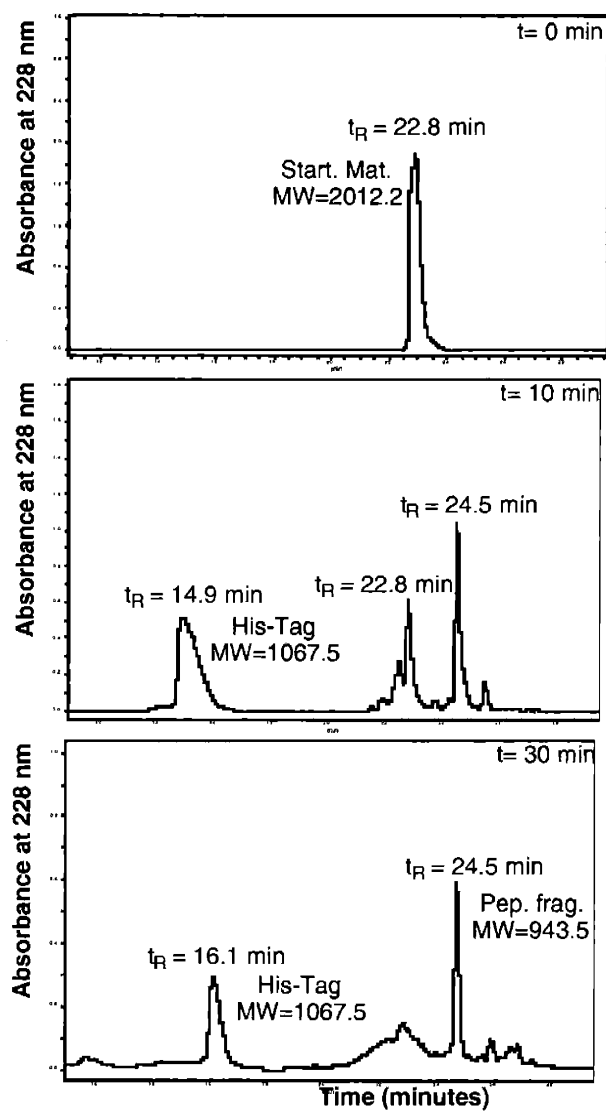 t= 0 min
Absorbance at 228 nm
tR = 22.8 min
Start. Mat.
MW=2012.2
t= 10 min
Absorbance at 228 nm
tR = 24.5 min
tR = 14.9 min
tR = 22.8 min
His-Tag
MW=1067.5
t= 30 min
Absorbance at 228 nm
tR = 24.5 min
Pep. frag.
MW=943.5
tR = 16.1 min
His-Tag
MW=1067.5
Time (minutes)